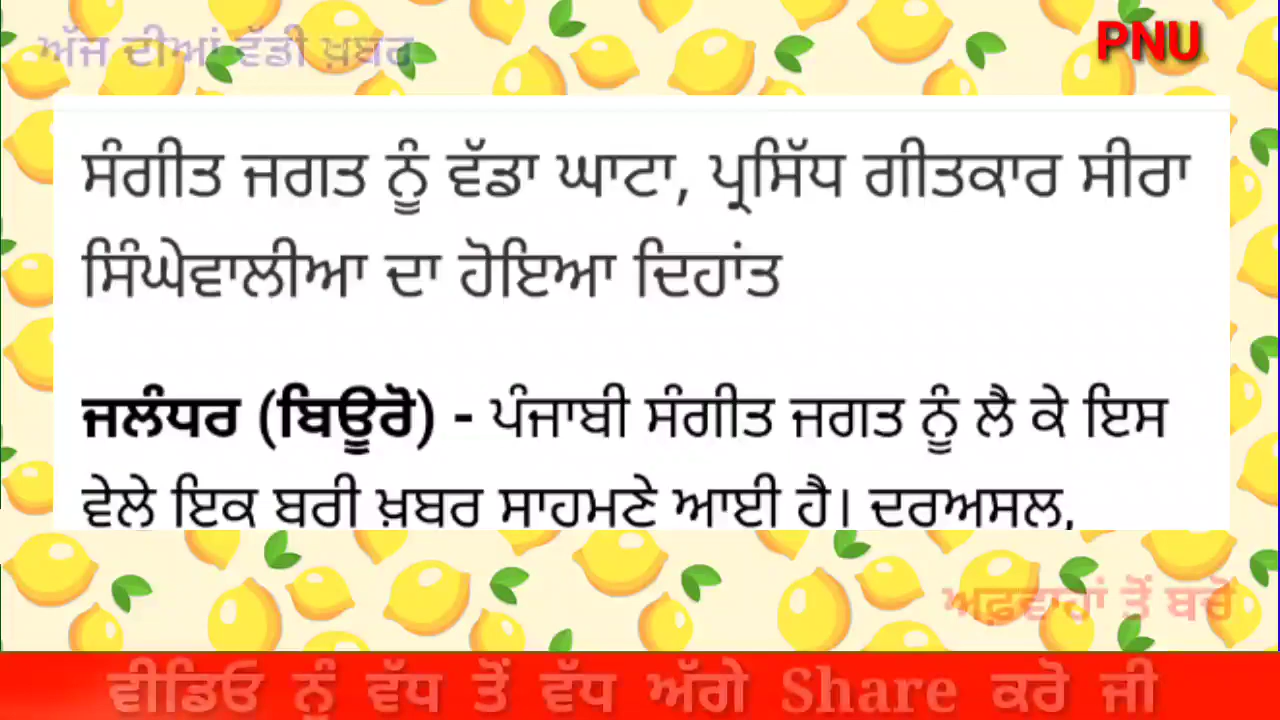 ਅੱਜ ਦੀਆਂ ਵੱਡੀ ਖ਼ਬਰ
PNU
ਸੰਗੀਤ ਜਗਤ ਨੂੰ ਵੱਡਾ ਘਾਟਾ, ਪ੍ਰਸਿੱਧ ਗੀਤਕਾਰ ਸੀਰਾ
ਸਿੰਘੇਵਾਲੀਆ ਦਾ ਹੋਇਆ ਦਿਹਾਂਤ
ਜਲੰਧਰ (ਬਿਊਰੋ) - ਪੰਜਾਬੀ ਸੰਗੀਤ ਜਗਤ ਨੂੰ ਲੈ ਕੇ ਇਸ
ਵੇਲੇ ਇਕ ਬਰੀ ਖ਼ਬਰ ਸਾਹਮਣੇ ਆਈ ਹੈ। ਦਰਅਸਲ,
ਅਫ਼ਵਾਹਾਂ ਤੋਂ ਬਚੋ
ਵੀਡਿਓ ਨੂੰ ਵੱਧ ਤੋਂ ਵੱਧ ਅੱਗੇ Share ਕਰੋ ਜੀ